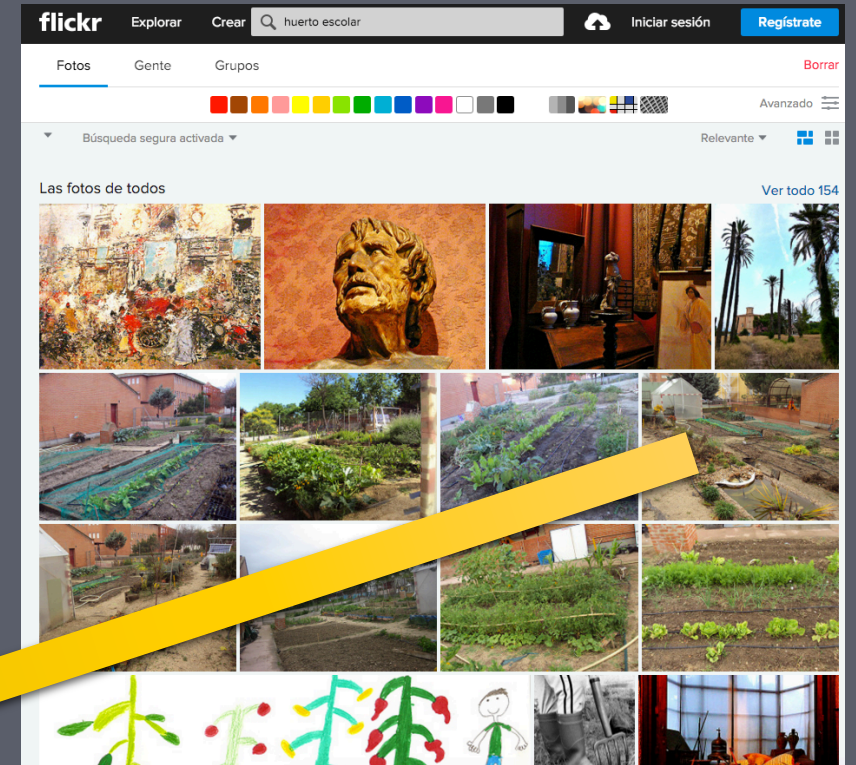 flickr Explorar Crear huerto escolar Iniciar sesión Regístrate
Fotos Gente Grupos Borrar
Avanzado
Búsqueda segura activada Relevante
Las fotos de todos Ver todo 154